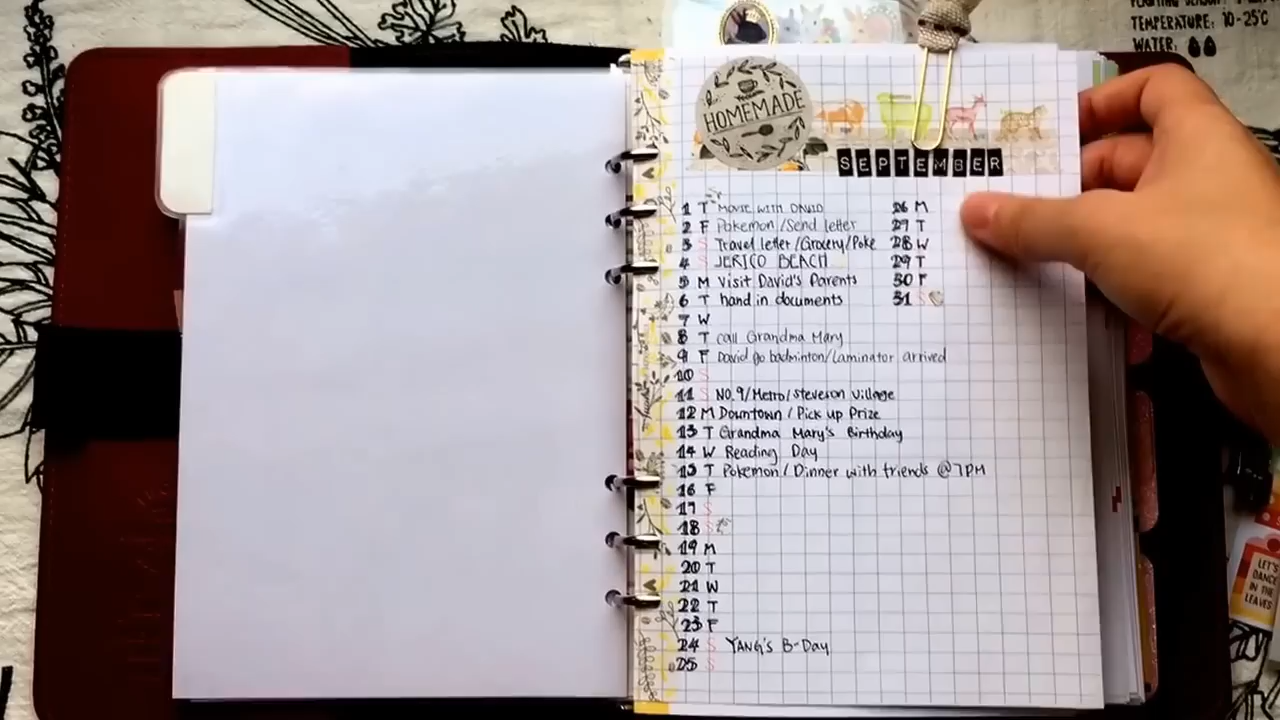 PLANTING SEASON:
TEMPERATURE: 10-25°C
WATER:
HOMEMADE
SEPTEMBER
1 T MOVIE WITH DAVID
2 F Pokemon/Send letter
3 S Travel letter/Grocery/Poke
4 S JERICO BEACH
5 M Visit David's Parents
6 T hand in documents
7 W
8 T call Grandma Mary
9 F David go badminton/Laminator arrived
10 S
11 S NO.9/Metro/steveson village
12 M Downtown / Pick up Prize
13 T Grandma Mary's Birthday
14 W Reading Day
15 T Pokemon/ Dinner with friends @7PM
16 F
17 S
18 S
19 M
20 T
21 W
22 T
23 F
24 S YANG'S B-Day
25 S
26 M
27 T
28 W
29 T
30 F
31 S
LET'S
DANCE
IN THE
LEAVES